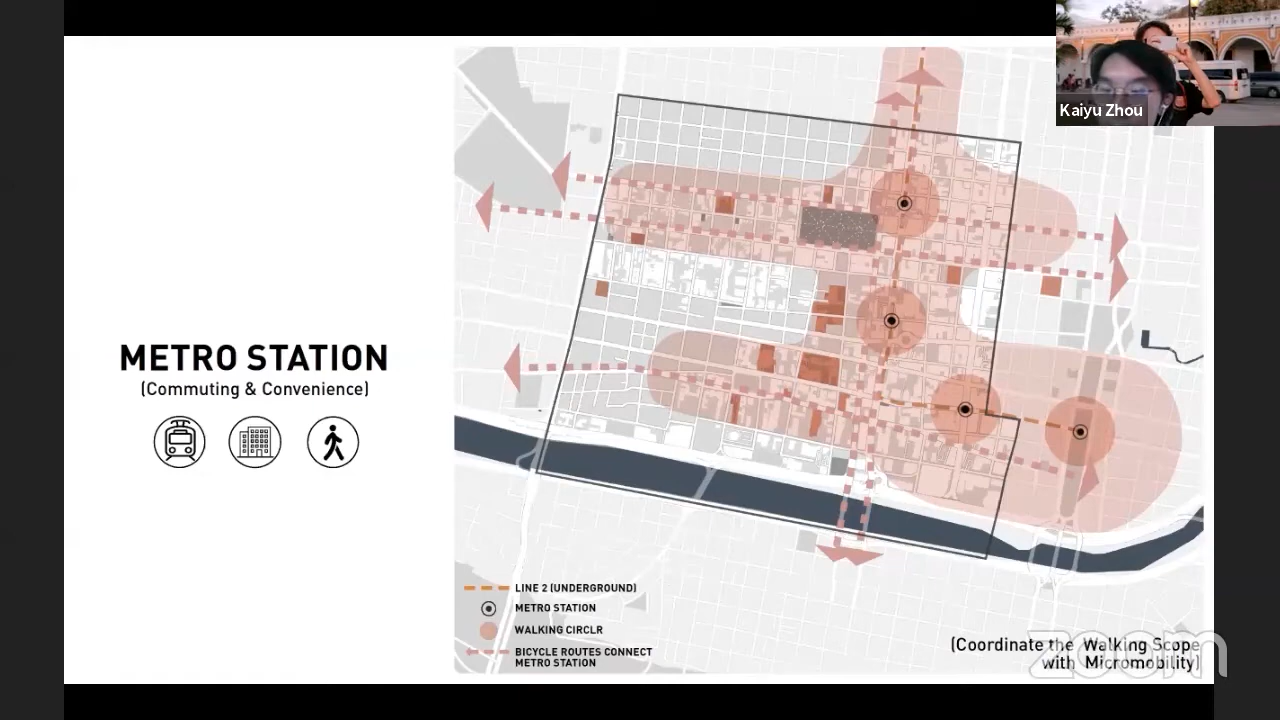 Kaiyu Zhou
METRO STATION
(Commuting & Convenience)
LINE 2 (UNDERGROUND)
METRO STATION
WALKING CIRCLR
BICYCLE ROUTES CONNECT
METRO STATION
(Coordinate the Walking Scope
with Micromobility)
zoom